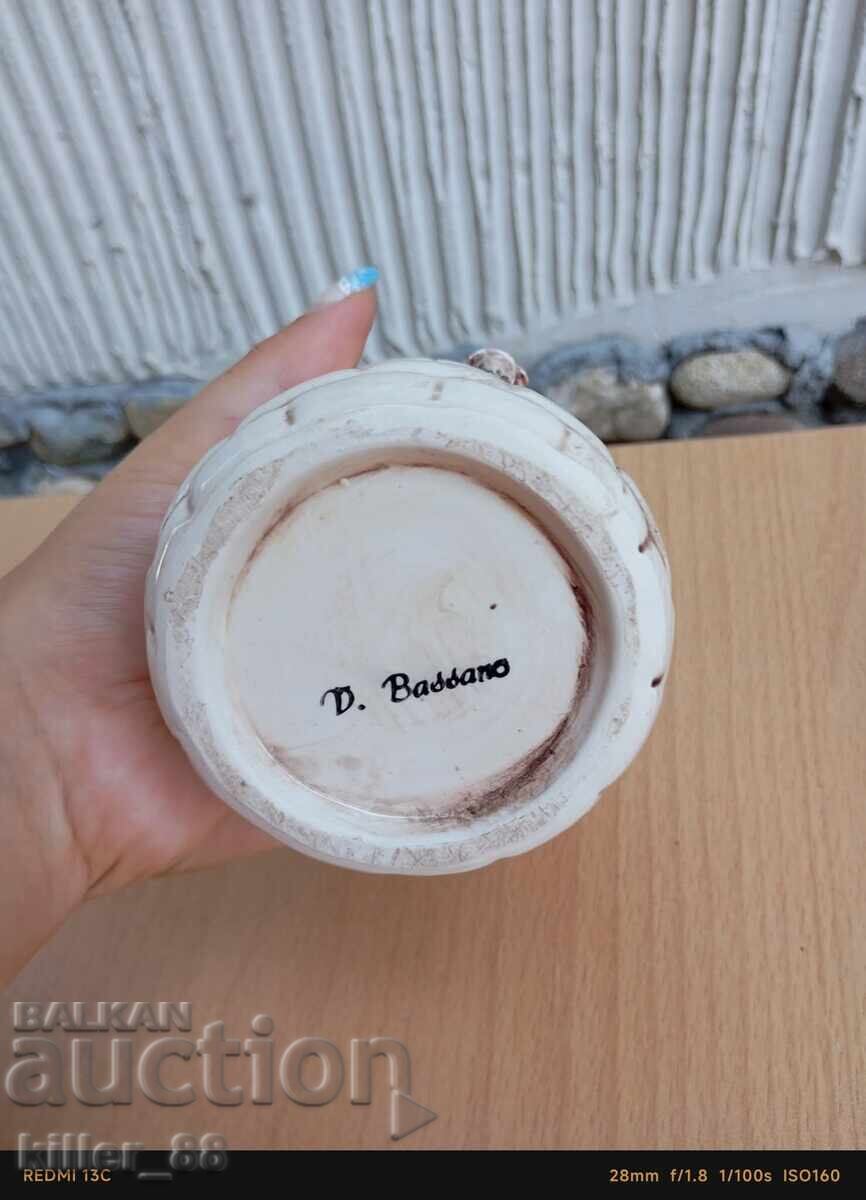 D. Bassano
BALKAN
auction
killer_88
REDMI 13C
28mm f/1.8 1/100s ISO160